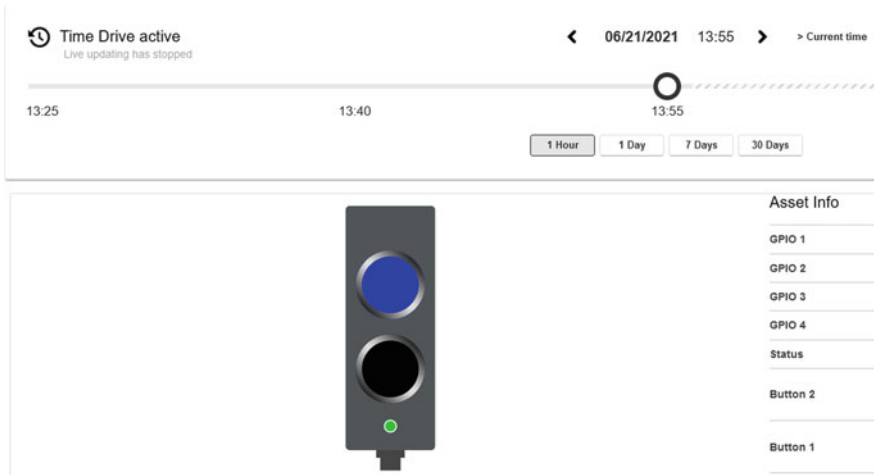 Time Drive active
Live updating has stopped
06/21/2021 13:55 > Current time
13:25 13:40 13:55
1 Hour 1 Day 7 Days 30 Days
Asset Info
GPIO 1
GPIO 2
GPIO 3
GPIO 4
Status
Button 2
Button 1